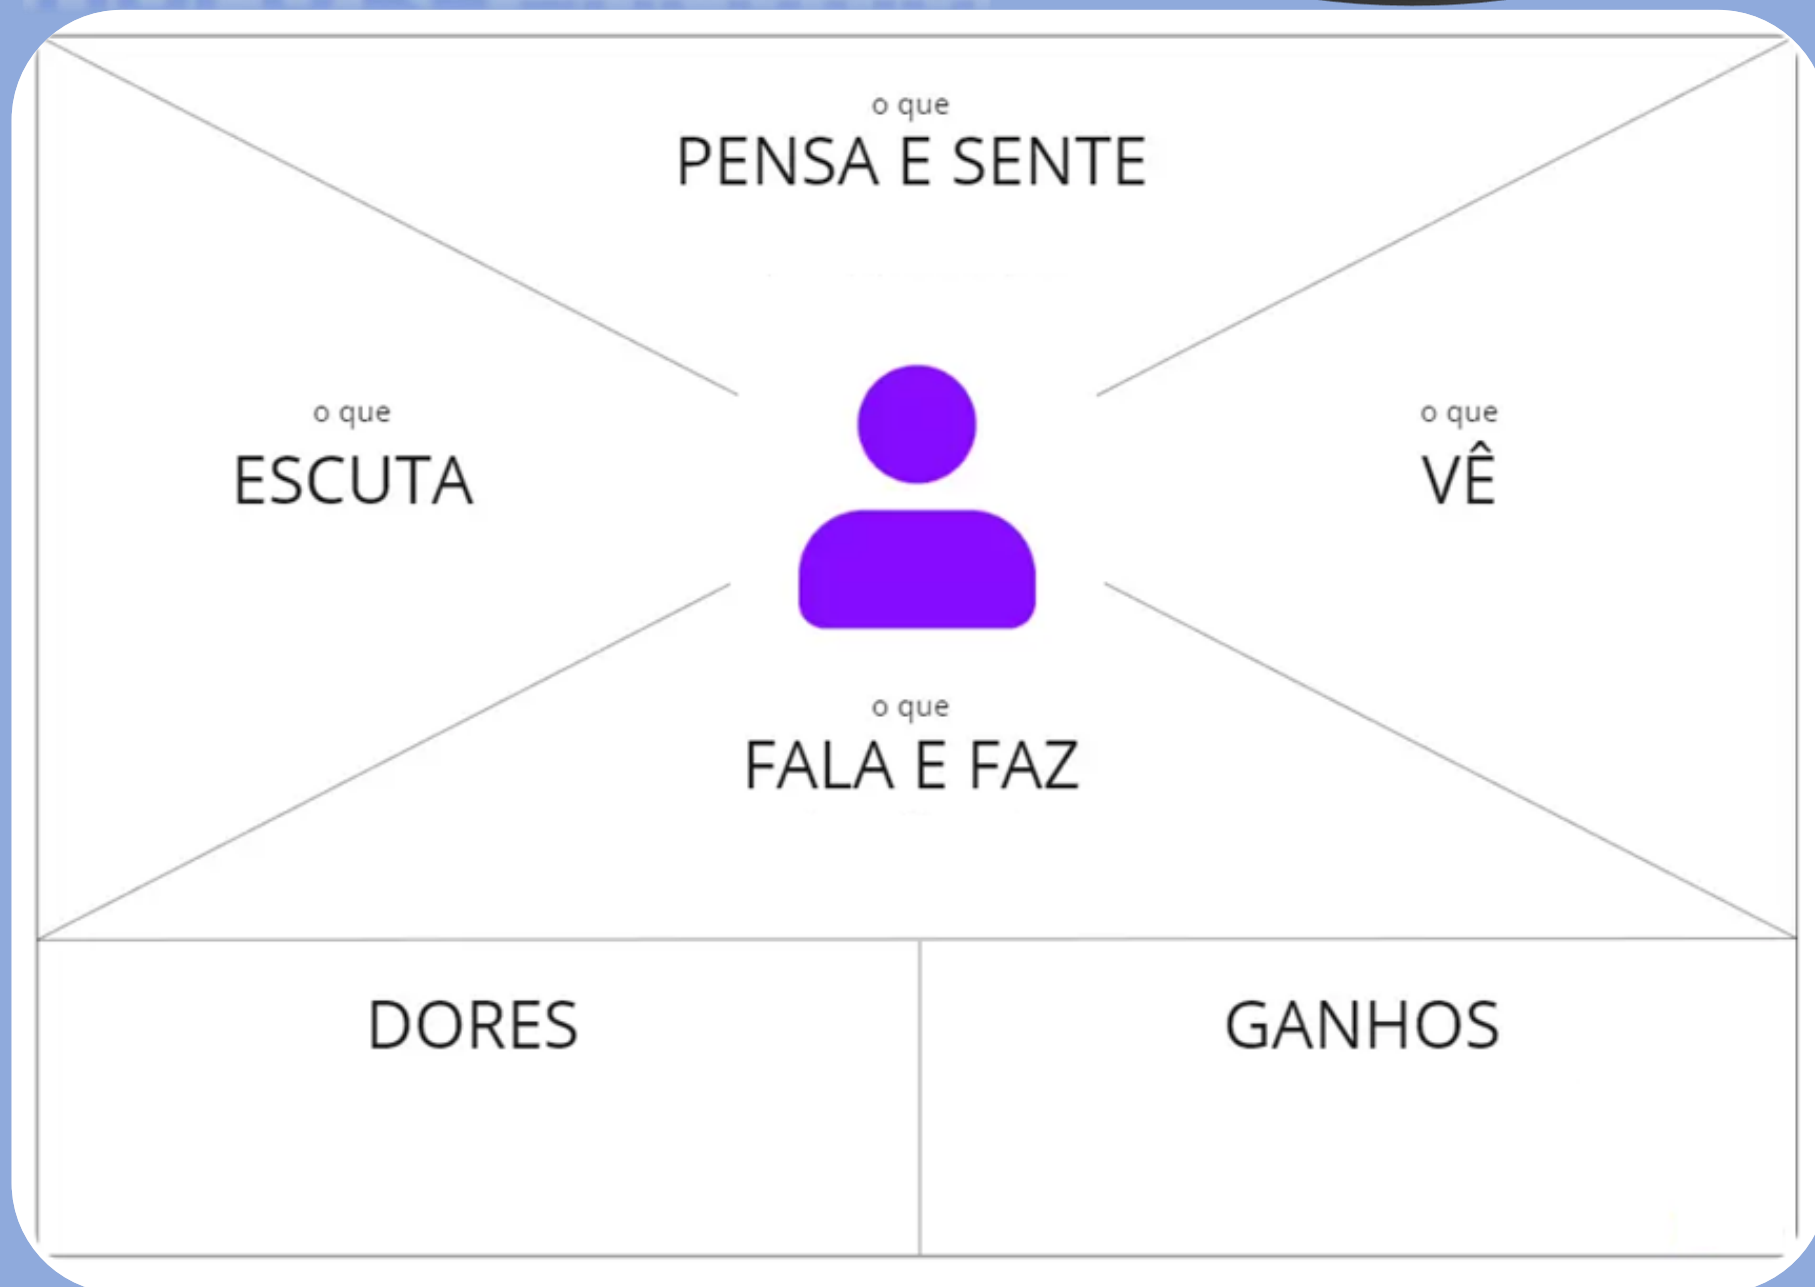 o que
PENSA E SENTE
o que
ESCUTA
o que
VÊ
o que
FALA E FAZ
DORES
GANHOS